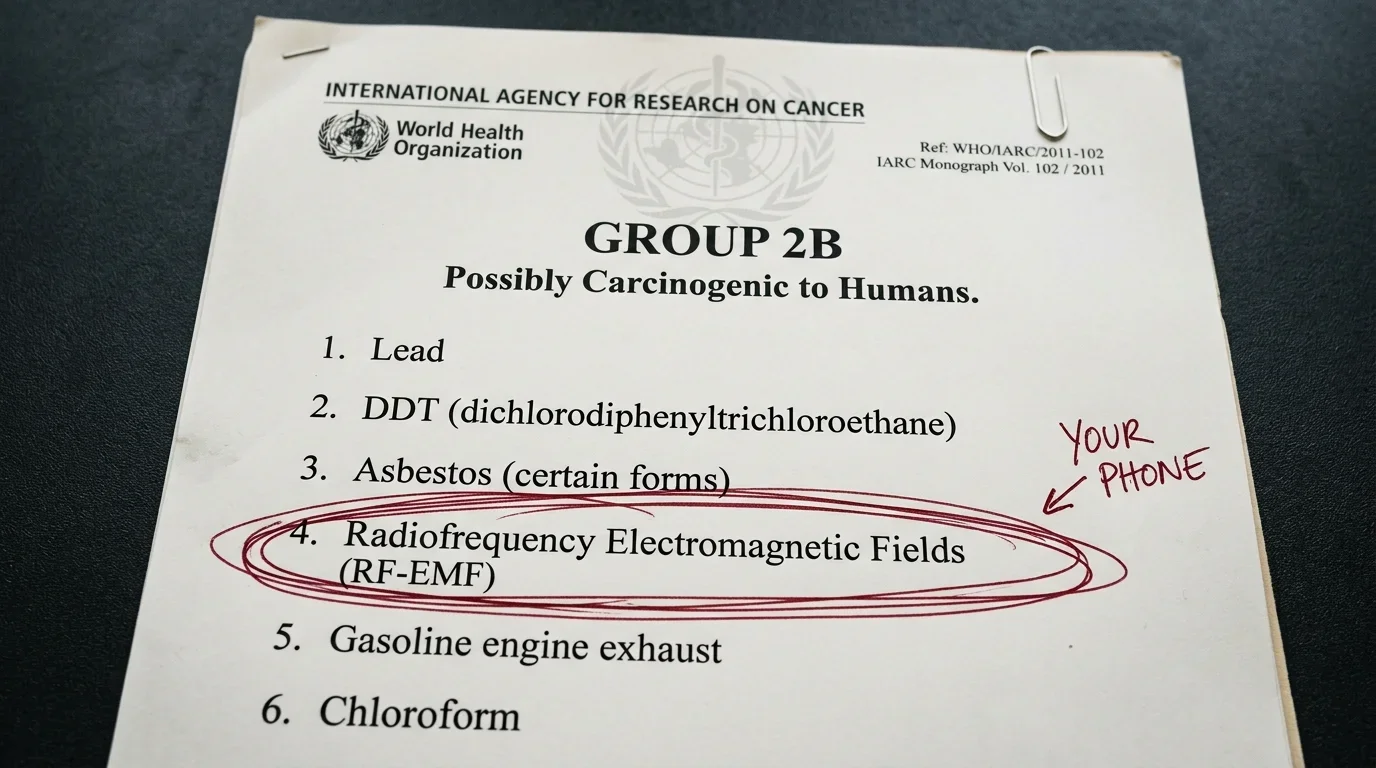 INTERNATIONAL AGENCY FOR RESEARCH ON CANCER
World Health
Organization
Ref: WHO/IARC/2011-102
IARC Monograph Vol. 102 / 2011
GROUP 2B
Possibly Carcinogenic to Humans.
1. Lead
2. DDT (dichlorodiphenyltrichloroethane)
3. Asbestos (certain forms)
YOUR
PHONE
4. Radiofrequency Electromagnetic Fields
(RF-EMF)
5. Gasoline engine exhaust
6. Chloroform